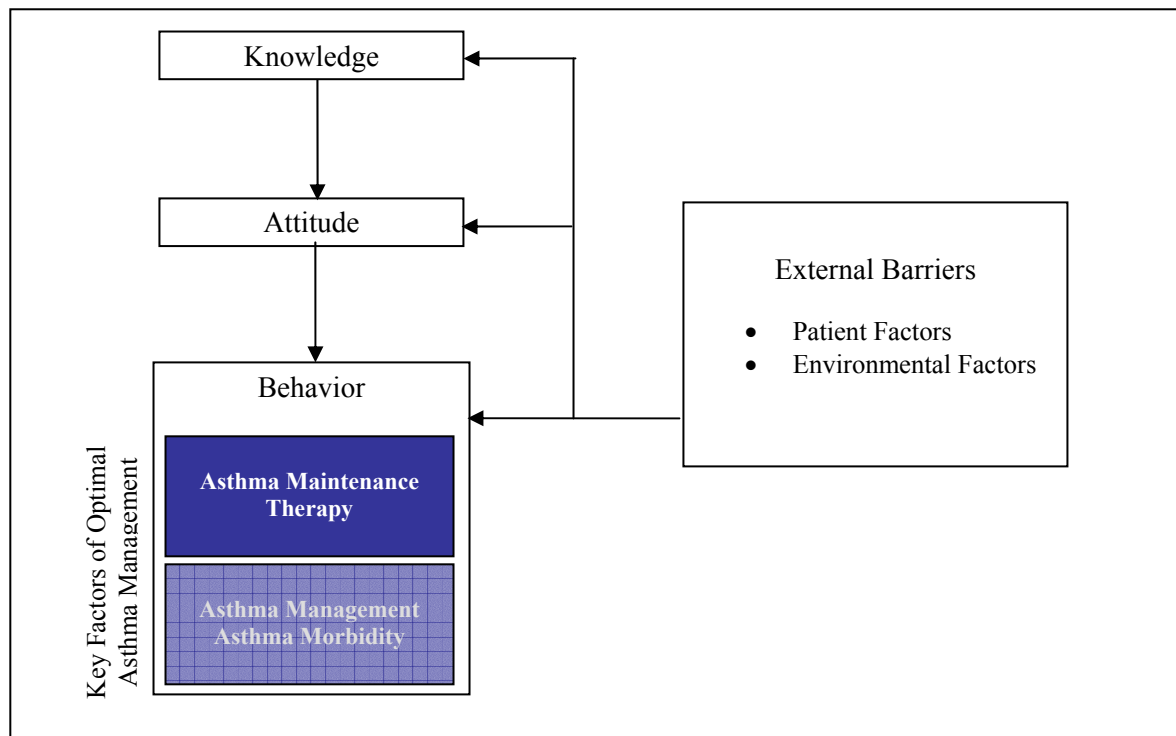 Knowledge
Attitude
External Barriers
• Patient Factors
• Environmental Factors
Behavior
Key Factors of Optimal
Asthma Management
Asthma Maintenance
Therapy
Asthma Management
Asthma Morbidity